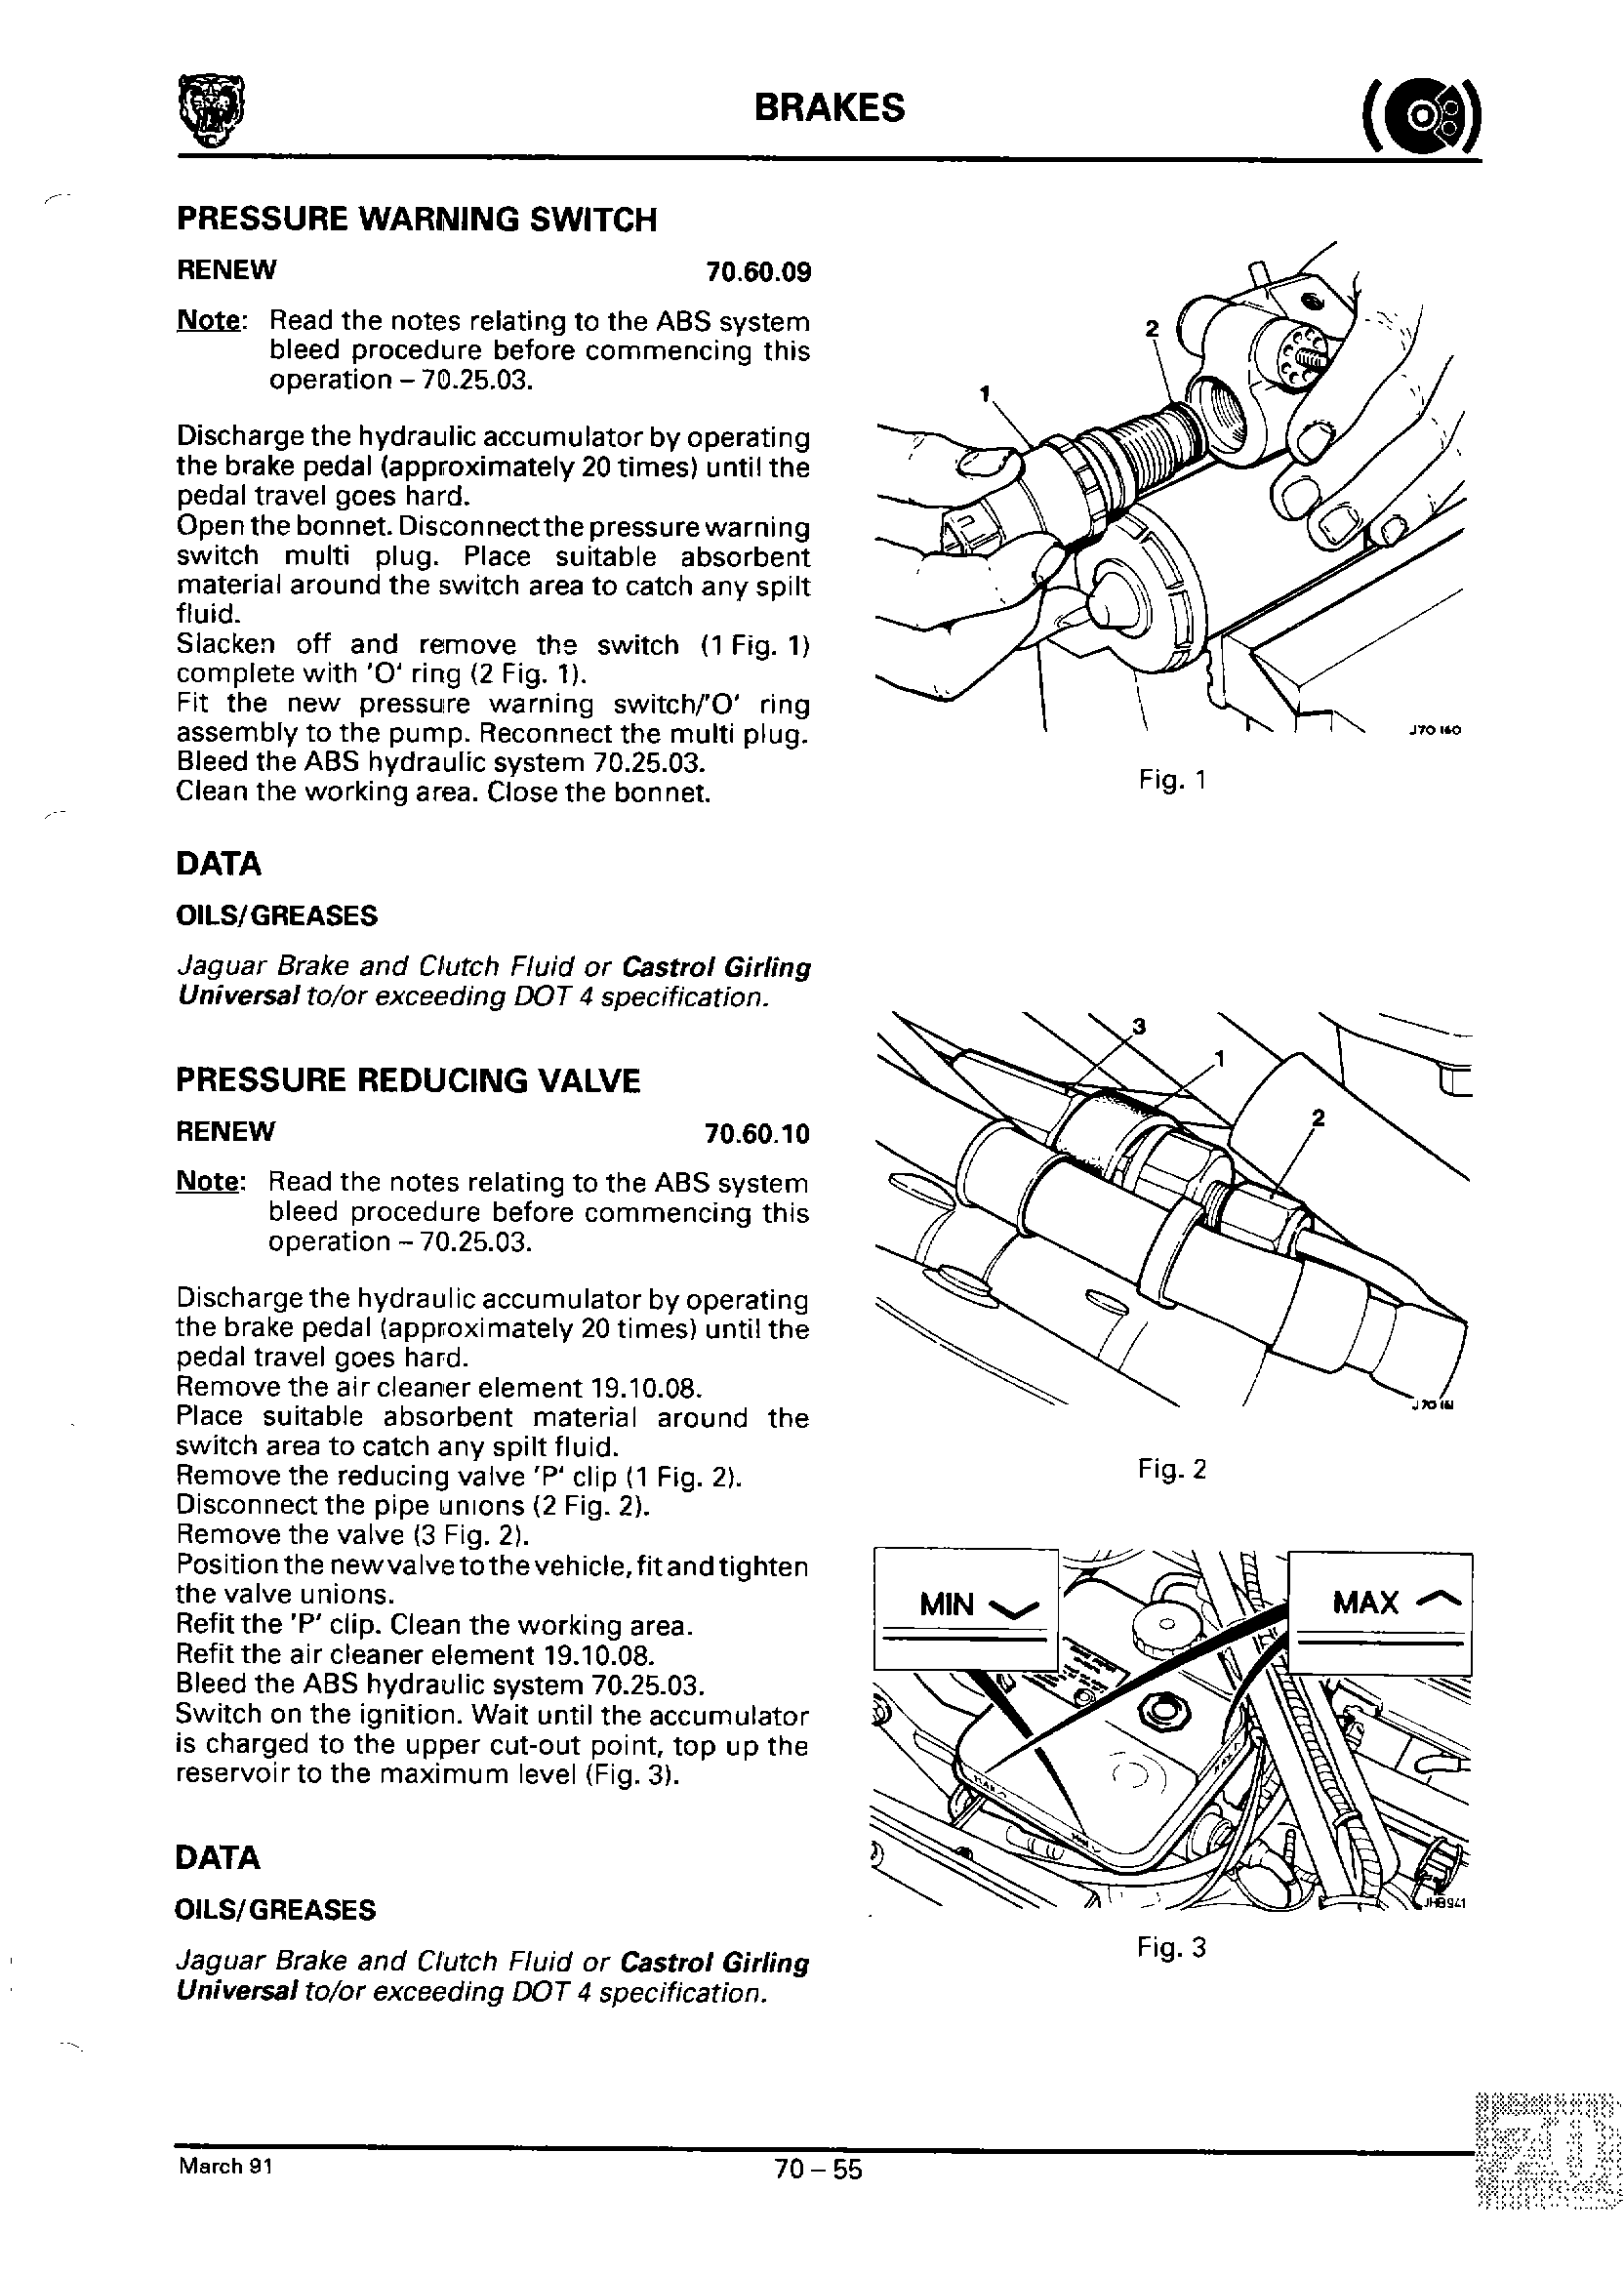 BRAKES
PRESSURE WARNING SWITCH
RENEW 70.60.09
Note: Read the notes relating to the ABS system
bleed procedure before commencing this
operation – 70.25.03.
Discharge the hydraulic accumulator by operating
the brake pedal (approximately 20 times) until the
pedal travel goes hard.
Open the bonnet. Disconnect the pressure warning
switch multi plug. Place suitable absorbent
material around the switch area to catch any spilt
fluid.
Slacken off and remove the switch (1 Fig. 1)
complete with 'O' ring (2 Fig. 1).
Fit the new pressure warning switch/'O' ring
assembly to the pump. Reconnect the multi plug.
Bleed the ABS hydraulic system 70.25.03.
Clean the working area. Close the bonnet.
DATA
OILS/GREASES
Jaguar Brake and Clutch Fluid or Castrol Girling
Universal to/or exceeding DOT 4 specification.
PRESSURE REDUCING VALVE
RENEW 70.60.10
Note: Read the notes relating to the ABS system
bleed procedure before commencing this
operation – 70.25.03.
Discharge the hydraulic accumulator by operating
the brake pedal (approximately 20 times) until the
pedal travel goes hard.
Remove the air cleaner element 19.10.08.
Place suitable absorbent material around the
switch area to catch any spilt fluid.
Remove the reducing valve 'P' clip (1 Fig. 2).
Disconnect the pipe unions (2 Fig. 2).
Remove the valve (3 Fig. 2).
Position the new valve to the vehicle, fit and tighten
the valve unions.
Refit the 'P' clip. Clean the working area.
Refit the air cleaner element 19.10.08.
Bleed the ABS hydraulic system 70.25.03.
Switch on the ignition. Wait until the accumulator
is charged to the upper cut-out point, top up the
reservoir to the maximum level (Fig. 3).
DATA
OILS/GREASES
Jaguar Brake and Clutch Fluid or Castrol Girling
Universal to/or exceeding DOT 4 specification.
2
1
J70 160
Fig. 1
3
1
2
J70 161
Fig. 2
MIN
MAX
JH8941
Fig. 3
March 91
70 – 55
70